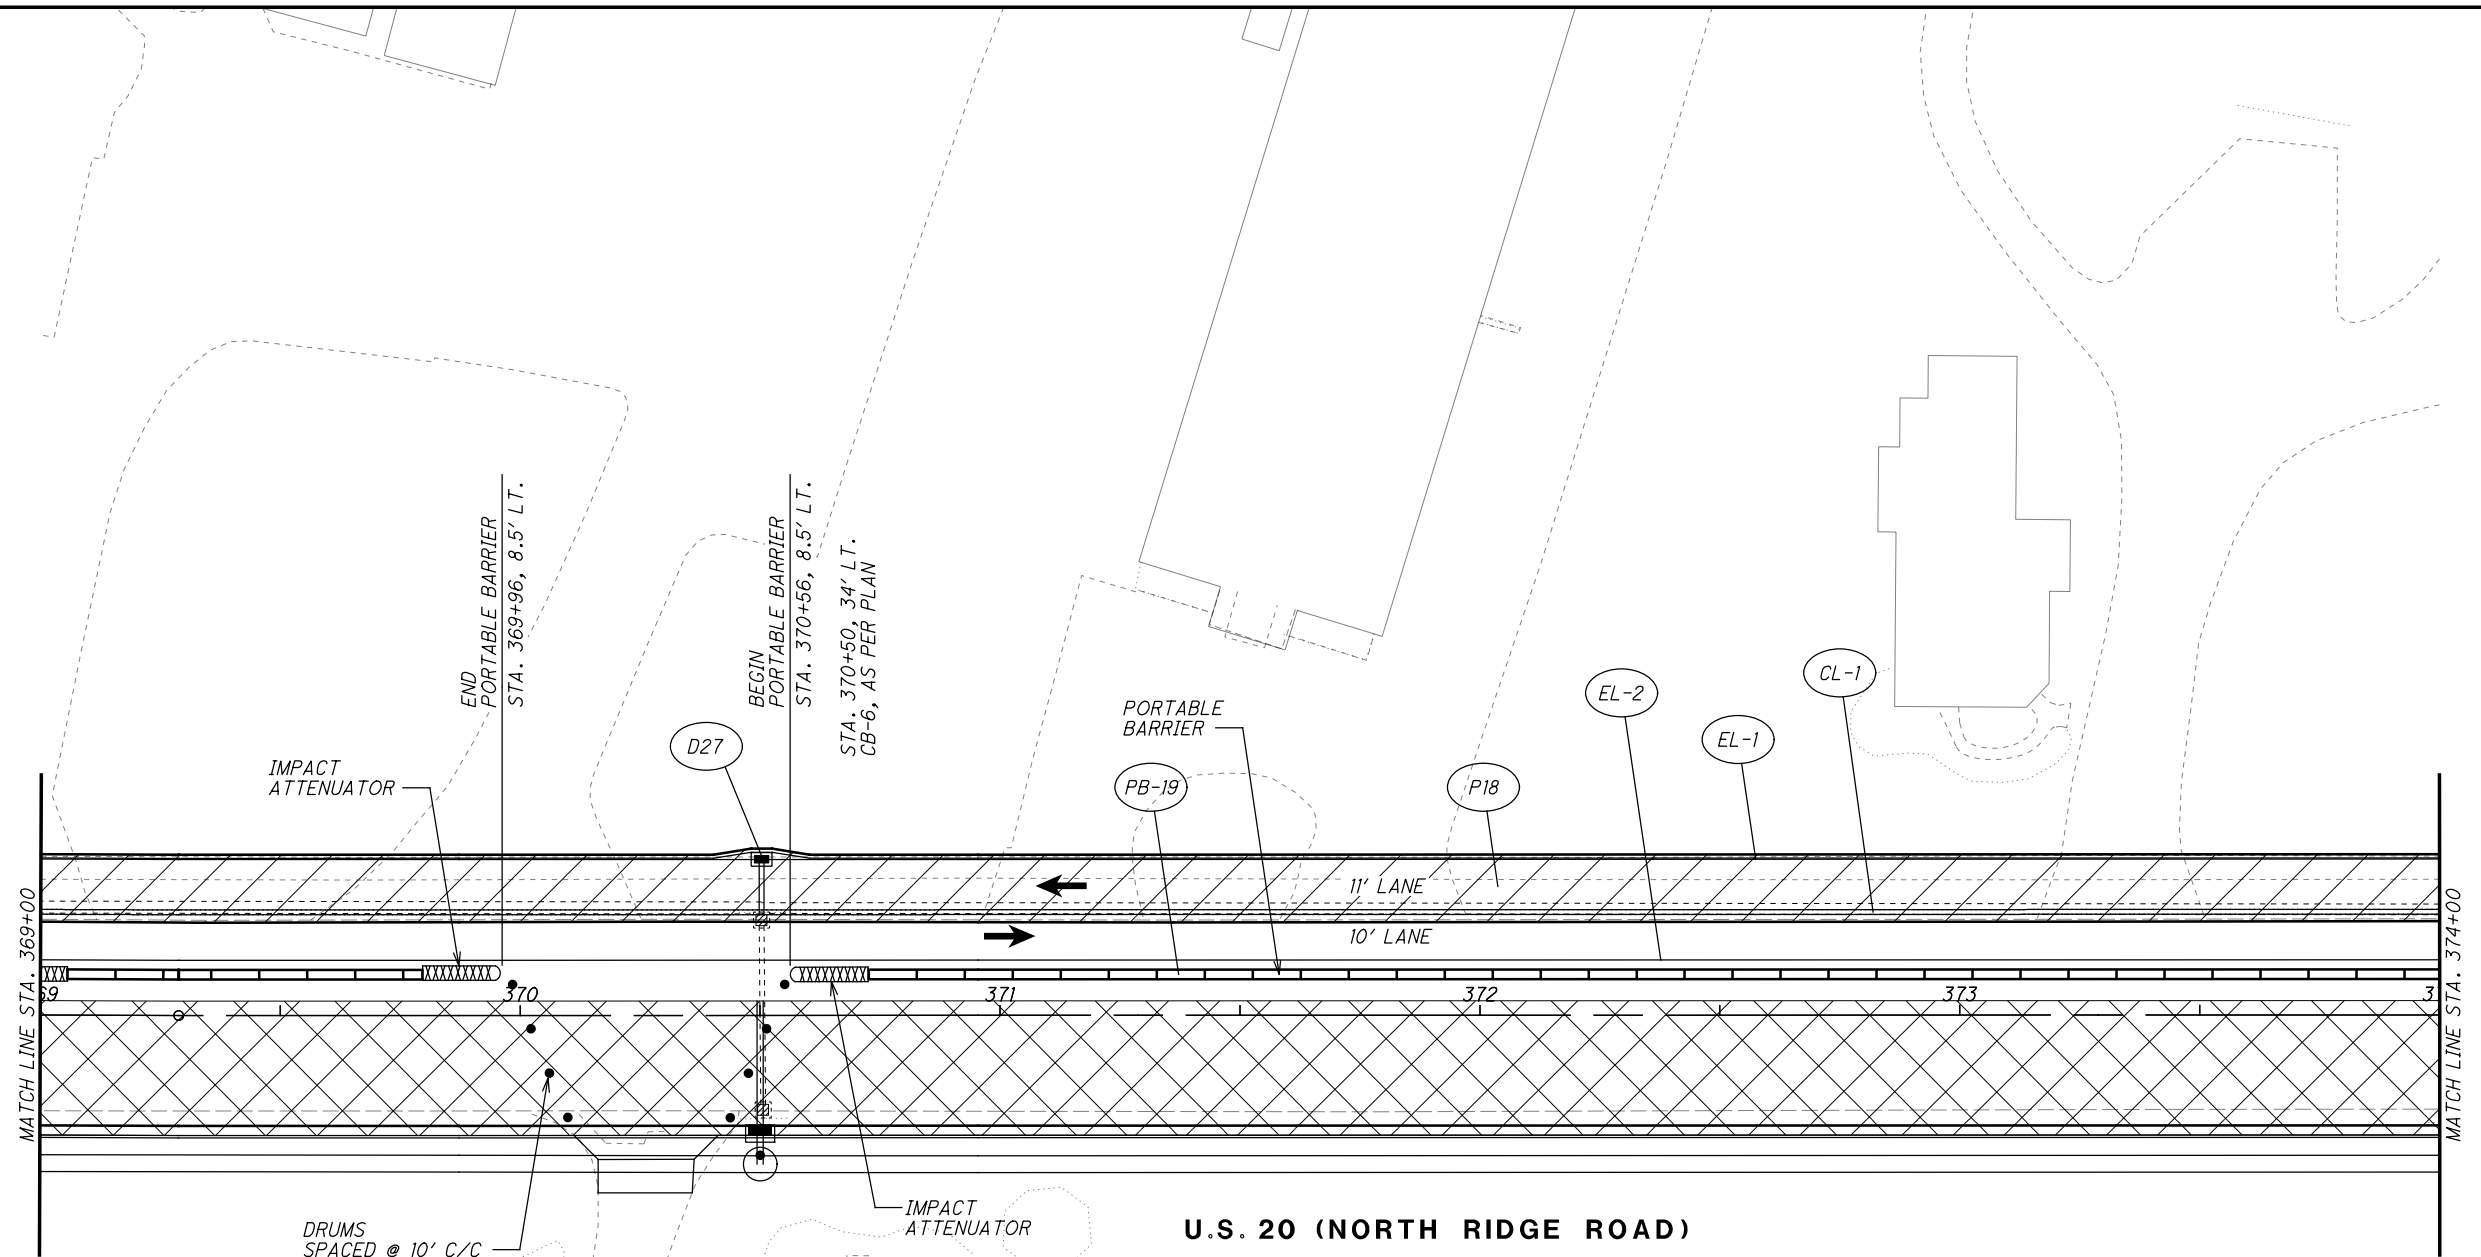 END
PORTABLE BARRIER
STA. 369+96, 8.5' LT.
BEGIN
PORTABLE BARRIER
STA. 370+56, 8.5' LT.
STA. 370+50, 34' LT.
CB-6, AS PER PLAN
D27
IMPACT
ATTENUATOR
PORTABLE
BARRIER
PB-19
P18
EL-2
EL-1
CL-1
11' LANE
10' LANE
MATCH LINE STA. 369+00
69
370
371
372
373
3
MATCH LINE STA. 374+00
DRUMS
SPACED @ 10' C/C
IMPACT
ATTENUATOR
U.S. 20 (NORTH RIDGE ROAD)